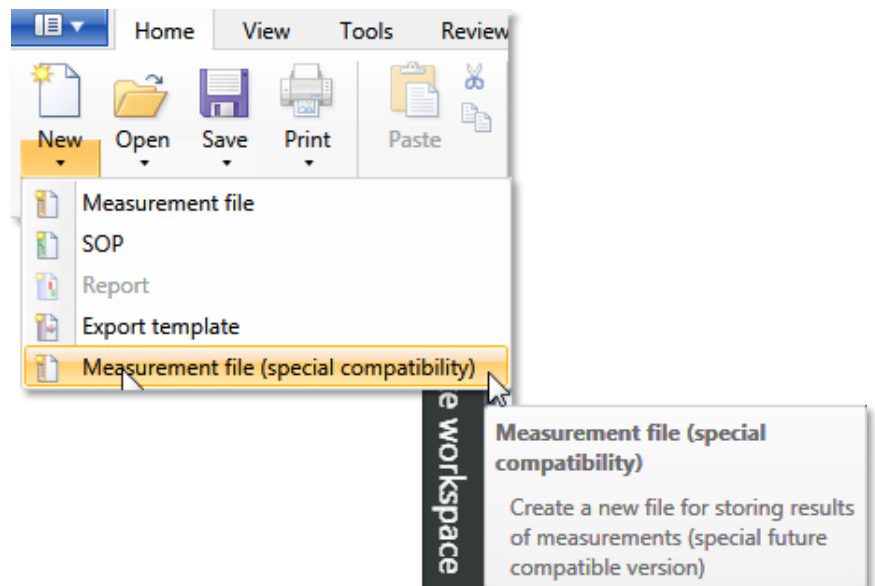 Home View Tools Review
New Open Save Print Paste
Measurement file
SOP
Report
Export template
Measurement file (special compatibility)
e workspace
Measurement file (special
compatibility)
Create a new file for storing results
of measurements (special future
compatible version)